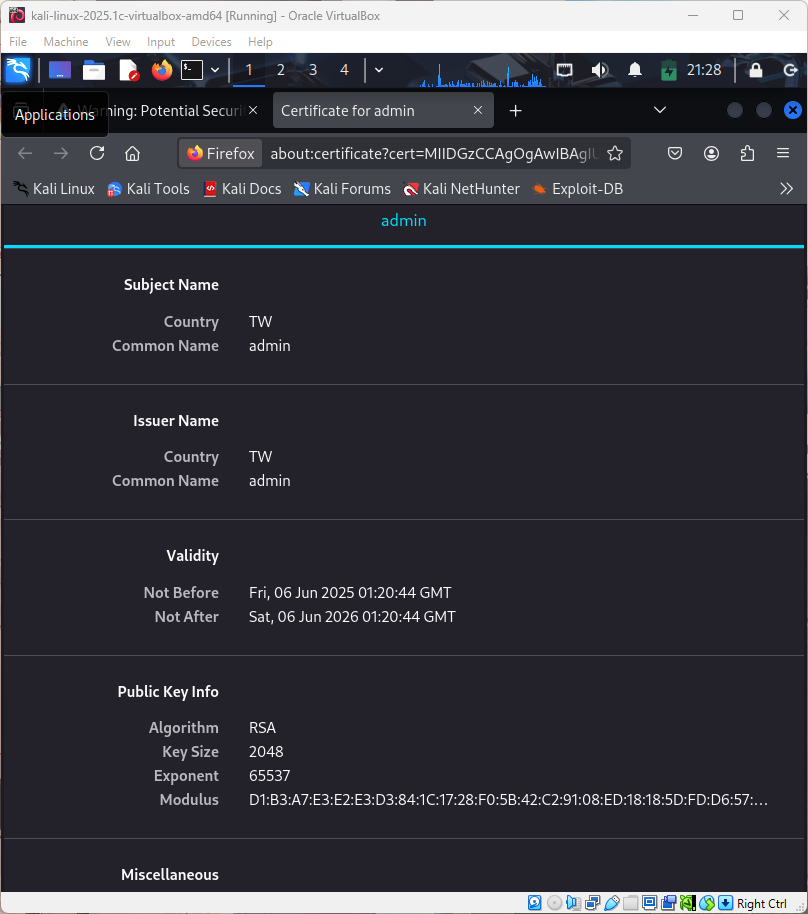 kali-linux-2025.1c-virtualbox-amd64 [Running] - Oracle VirtualBox
File Machine View Input Devices Help
1 2 3 4 21:28
Applications
Warning: Potential Securi
Certificate for admin
Firefox about:certificate?cert=MIIDGzCCAgOgAwIBAgIU
Kali Linux Kali Tools Kali Docs Kali Forums Kali NetHunter Exploit-DB
admin
Subject Name
Country TW
Common Name admin
Issuer Name
Country TW
Common Name admin
Validity
Not Before Fri, 06 Jun 2025 01:20:44 GMT
Not After Sat, 06 Jun 2026 01:20:44 GMT
Public Key Info
Algorithm RSA
Key Size 2048
Exponent 65537
Modulus D1:B3:A7:E3:E2:E3:D3:84:1C:17:28:F0:5B:42:C2:91:08:ED:18:18:5D:FD:D6:57:…
Miscellaneous
Right Ctrl